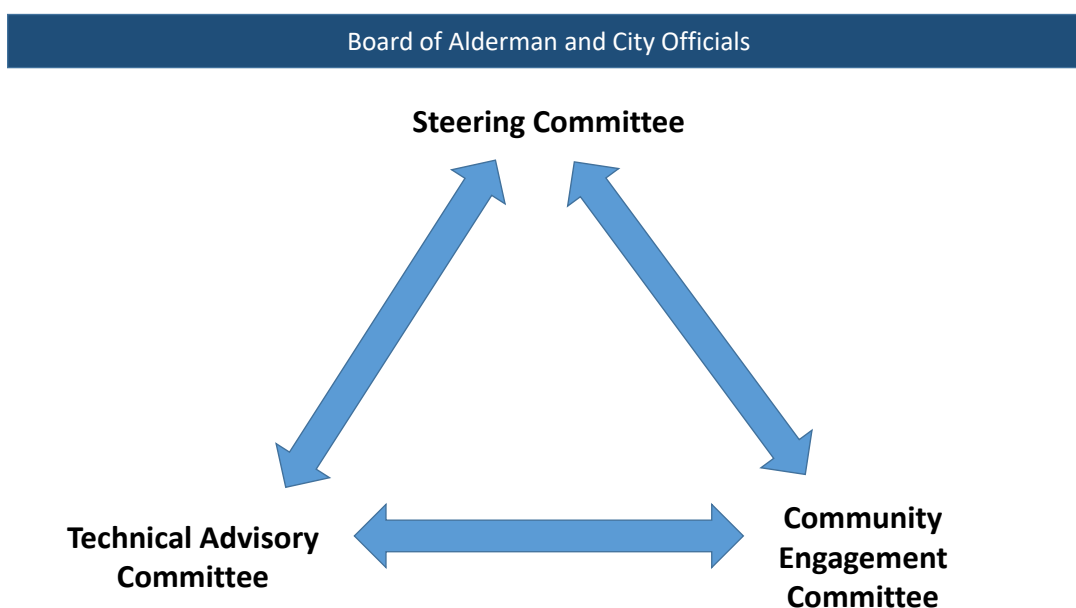 Board of Alderman and City Officials
Steering Committee
Technical Advisory
Committee
Community
Engagement
Committee